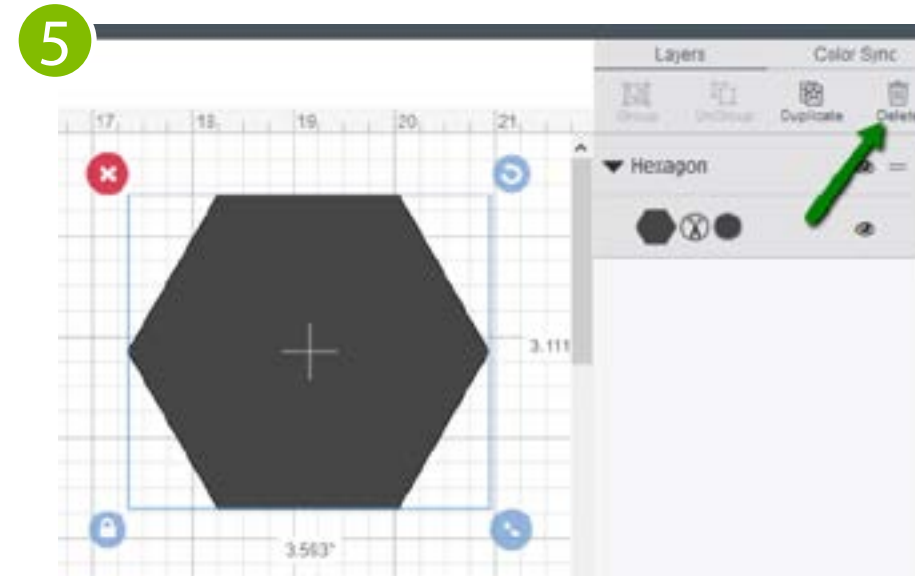 5
Layers Color Sync
Group UnGroup Duplicate Delete
17 18 19 20 21
Hexagon
3.111
3.563"